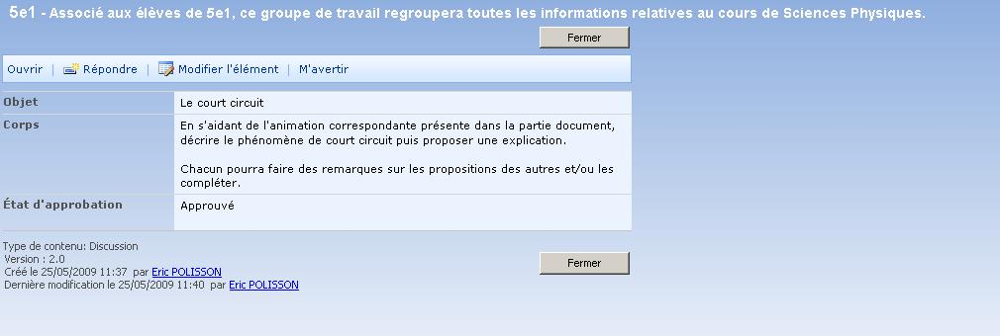 5e1 - Associé aux élèves de 5e1, ce groupe de travail regroupera toutes les informations relatives au cours de Sciences Physiques.
Fermer
Ouvrir | Répondre | Modifier l'élément | M'avertir
Objet Le court circuit
Corps En s'aidant de l'animation correspondante présente dans la partie document,
décrire le phénomène de court circuit puis proposer une explication.
Chacun pourra faire des remarques sur les propositions des autres et/ou les
compléter.
État d'approbation Approuvé
Type de contenu: Discussion
Version : 2.0
Créé le 25/05/2009 11:37 par Eric POLISSON
Fermer
Dernière modification le 25/05/2009 11:40 par Eric POLISSON